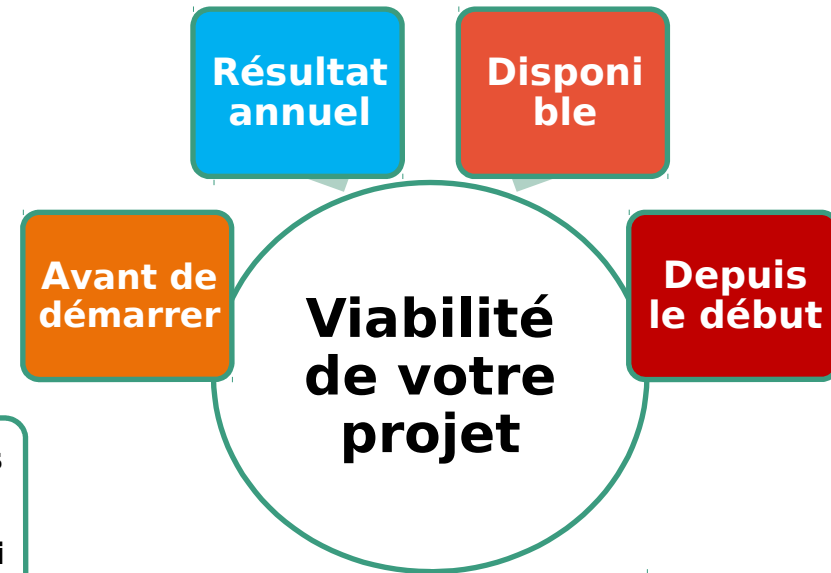 Résultat
annuel
Disponi
ble
Avant de
démarrer
Depuis
le début
Viabilité
de votre
projet